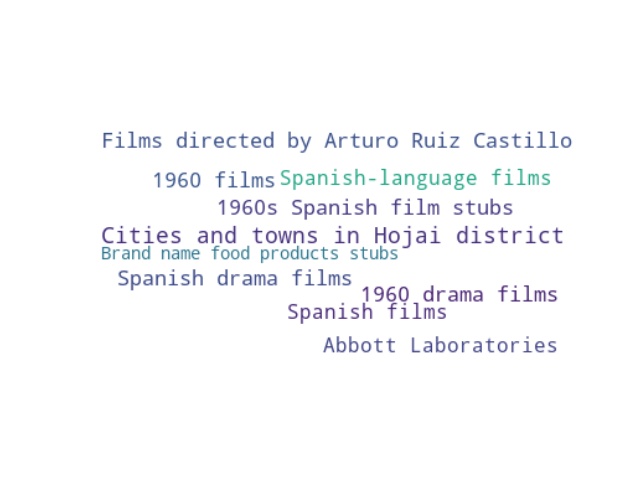 Films directed by Arturo Ruiz Castillo
1960 films
Spanish-language films
1960s Spanish film stubs
Cities and towns in Hojai district
Brand name food products stubs
Spanish drama films
1960 drama films
Spanish films
Abbott Laboratories